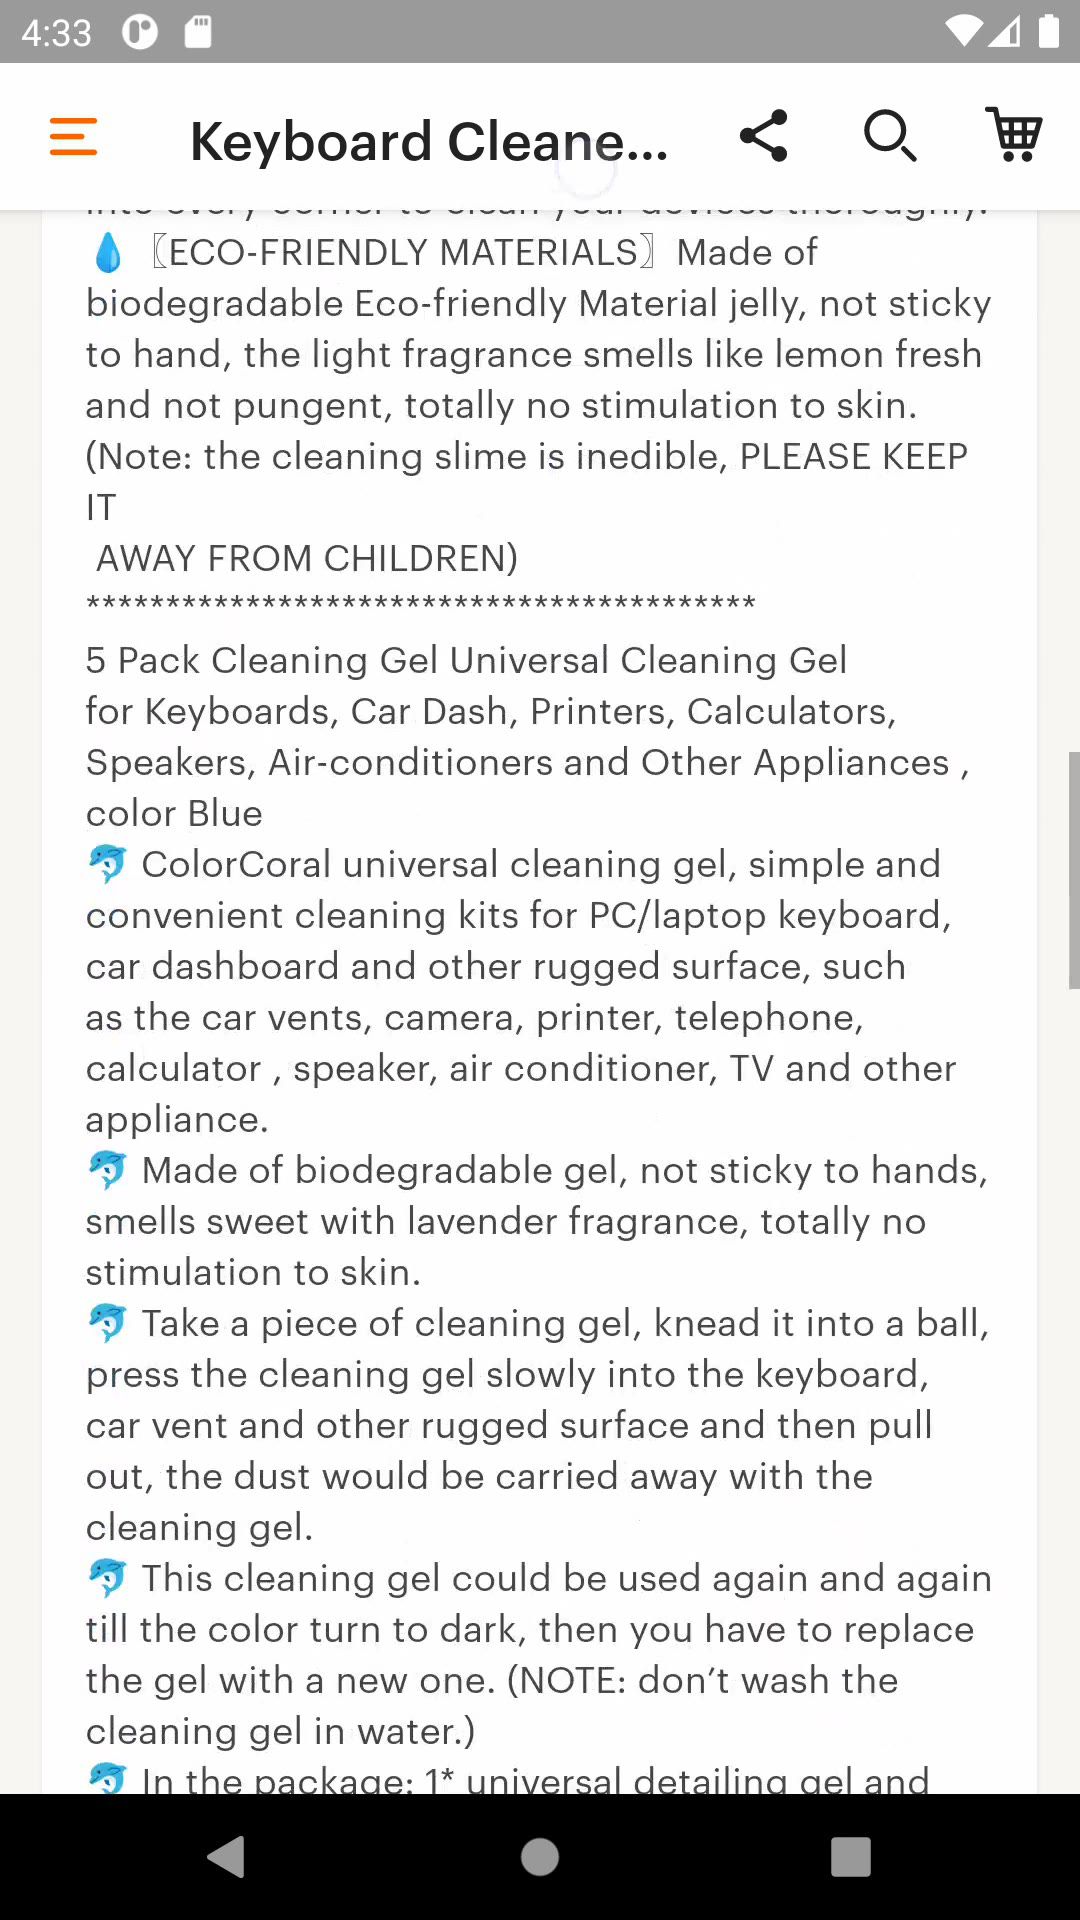 4:33
Keyboard Cleane...
into every corner to clean your devices thoroughly.
💧〖ECO-FRIENDLY MATERIALS〗Made of
biodegradable Eco-friendly Material jelly, not sticky
to hand, the light fragrance smells like lemon fresh
and not pungent, totally no stimulation to skin.
(Note: the cleaning slime is inedible, PLEASE KEEP
IT
AWAY FROM CHILDREN)
******************************************
5 Pack Cleaning Gel Universal Cleaning Gel
for Keyboards, Car Dash, Printers, Calculators,
Speakers, Air-conditioners and Other Appliances ,
color Blue
🐬 ColorCoral universal cleaning gel, simple and
convenient cleaning kits for PC/laptop keyboard,
car dashboard and other rugged surface, such
as the car vents, camera, printer, telephone,
calculator , speaker, air conditioner, TV and other
appliance.
🐬 Made of biodegradable gel, not sticky to hands,
smells sweet with lavender fragrance, totally no
stimulation to skin.
🐬 Take a piece of cleaning gel, knead it into a ball,
press the cleaning gel slowly into the keyboard,
car vent and other rugged surface and then pull
out, the dust would be carried away with the
cleaning gel.
🐬 This cleaning gel could be used again and again
till the color turn to dark, then you have to replace
the gel with a new one. (NOTE: don’t wash the
cleaning gel in water.)
🐬 In the package: 1* universal detailing gel and